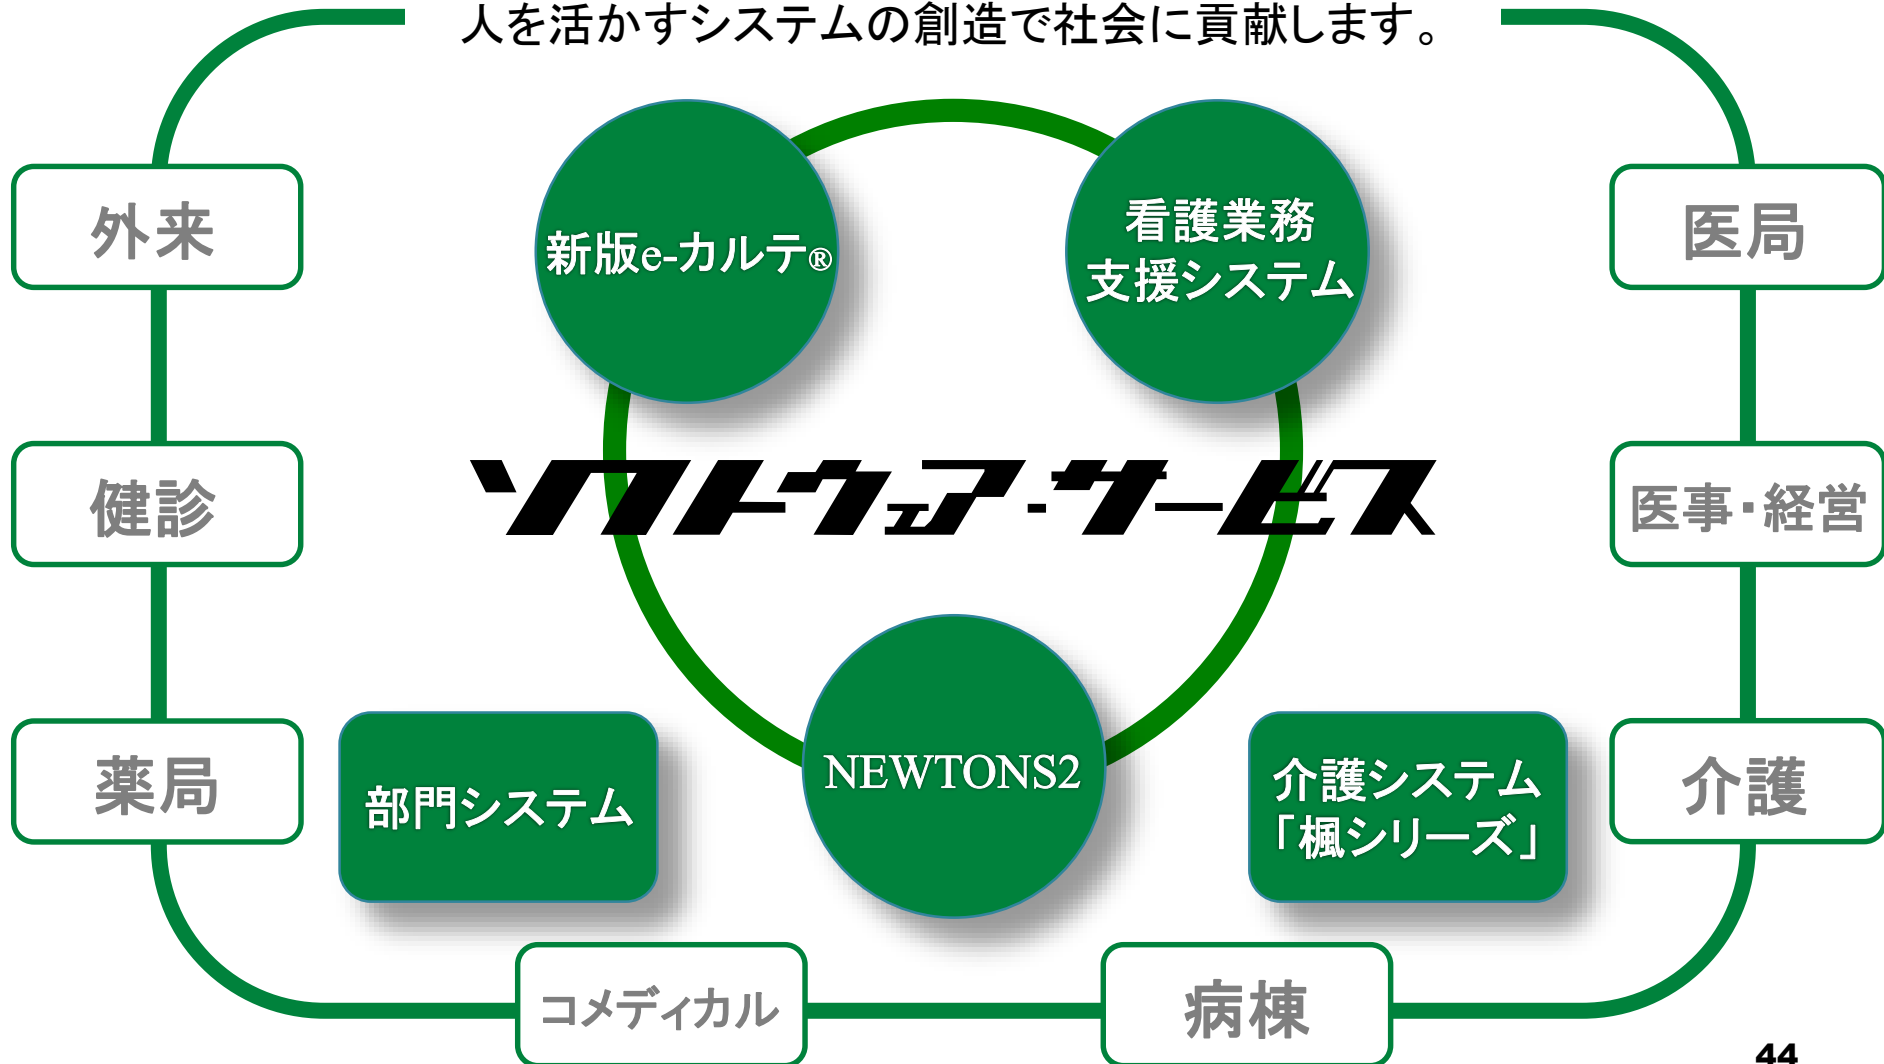 人を活かすシステムの創造で社会に貢献します。
新版e-カルテ®
看護業務
支援システム
外来
医局
ソフトウェア・サービス
健診
医事・経営
NEWTONS2
薬局
部門システム
介護システム
「楓シリーズ」
介護
コメディカル
病棟
44